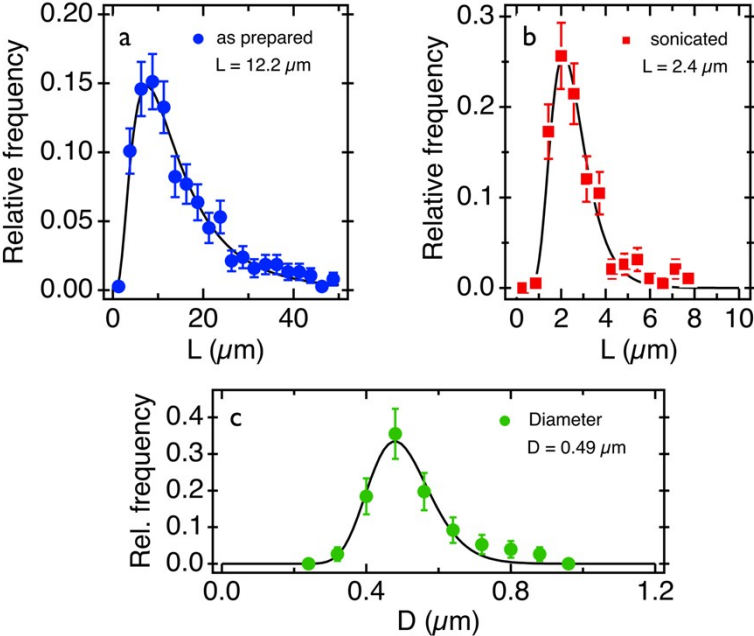 a
as prepared
L = 12.2 µm
Relative frequency
0.20
0.15
0.10
0.05
0.00
0
20
40
L (µm)
b
sonicated
L = 2.4 µm
Relative frequency
0.3
0.2
0.1
0.0
0
2
4
6
8
10
L (µm)
c
Diameter
D = 0.49 µm
Rel. frequency
0.4
0.3
0.2
0.1
0.0
0.0
0.4
0.8
1.2
D (µm)